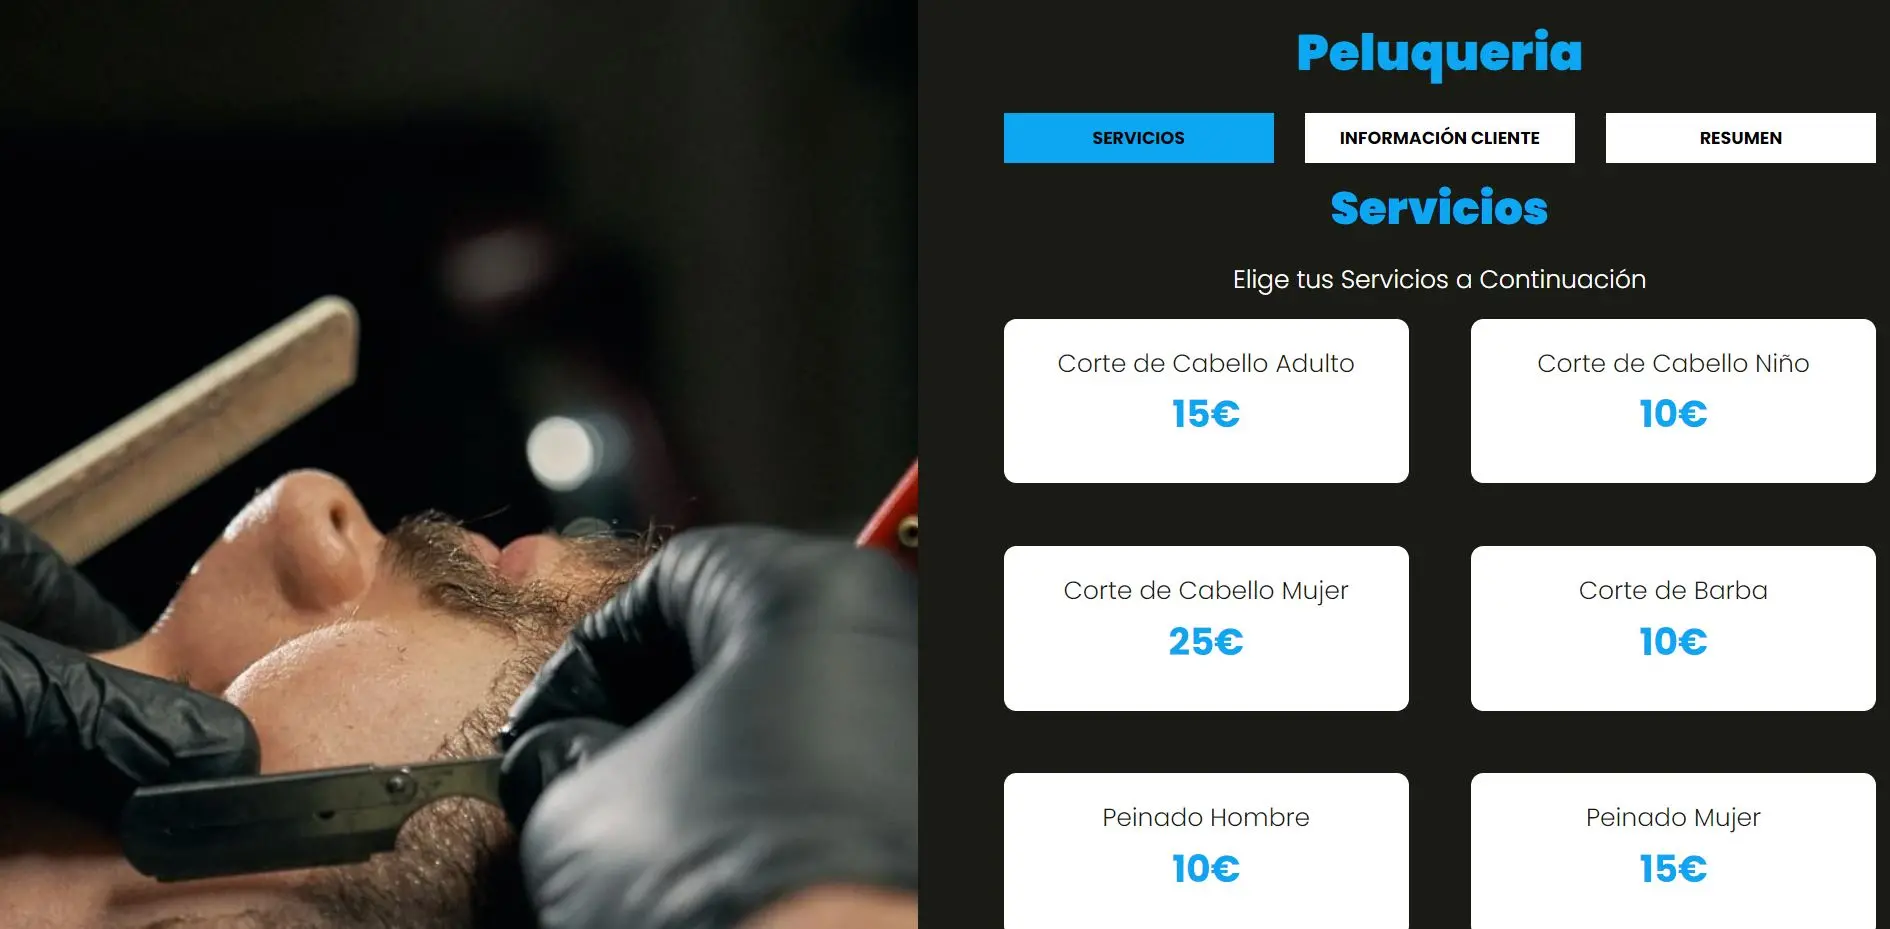 Peluqueria
SERVICIOS
INFORMACIÓN CLIENTE
RESUMEN
Servicios
Elige tus Servicios a Continuación
Corte de Cabello Adulto
15€
Corte de Cabello Niño
10€
Corte de Cabello Mujer
25€
Corte de Barba
10€
Peinado Hombre
10€
Peinado Mujer
15€